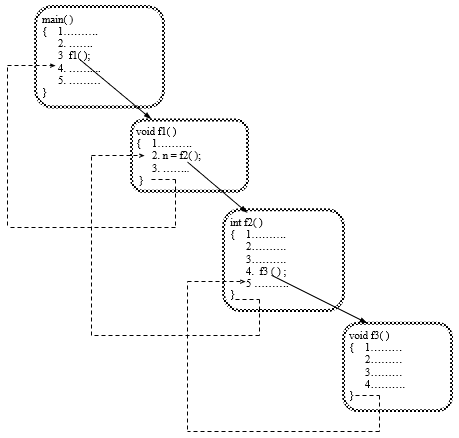 main( )
{ 1..........
2. .......
3 f1( );
4. .........
5. .........
}
void f1( )
{ 1..........
2. n = f2( );
3. ........
}
int f2( )
{ 1..........
2..........
3..........
4. f3 ( ) ;
5 ..........
}
void f3( )
{ 1.........
2.........
3.........
4..........
}